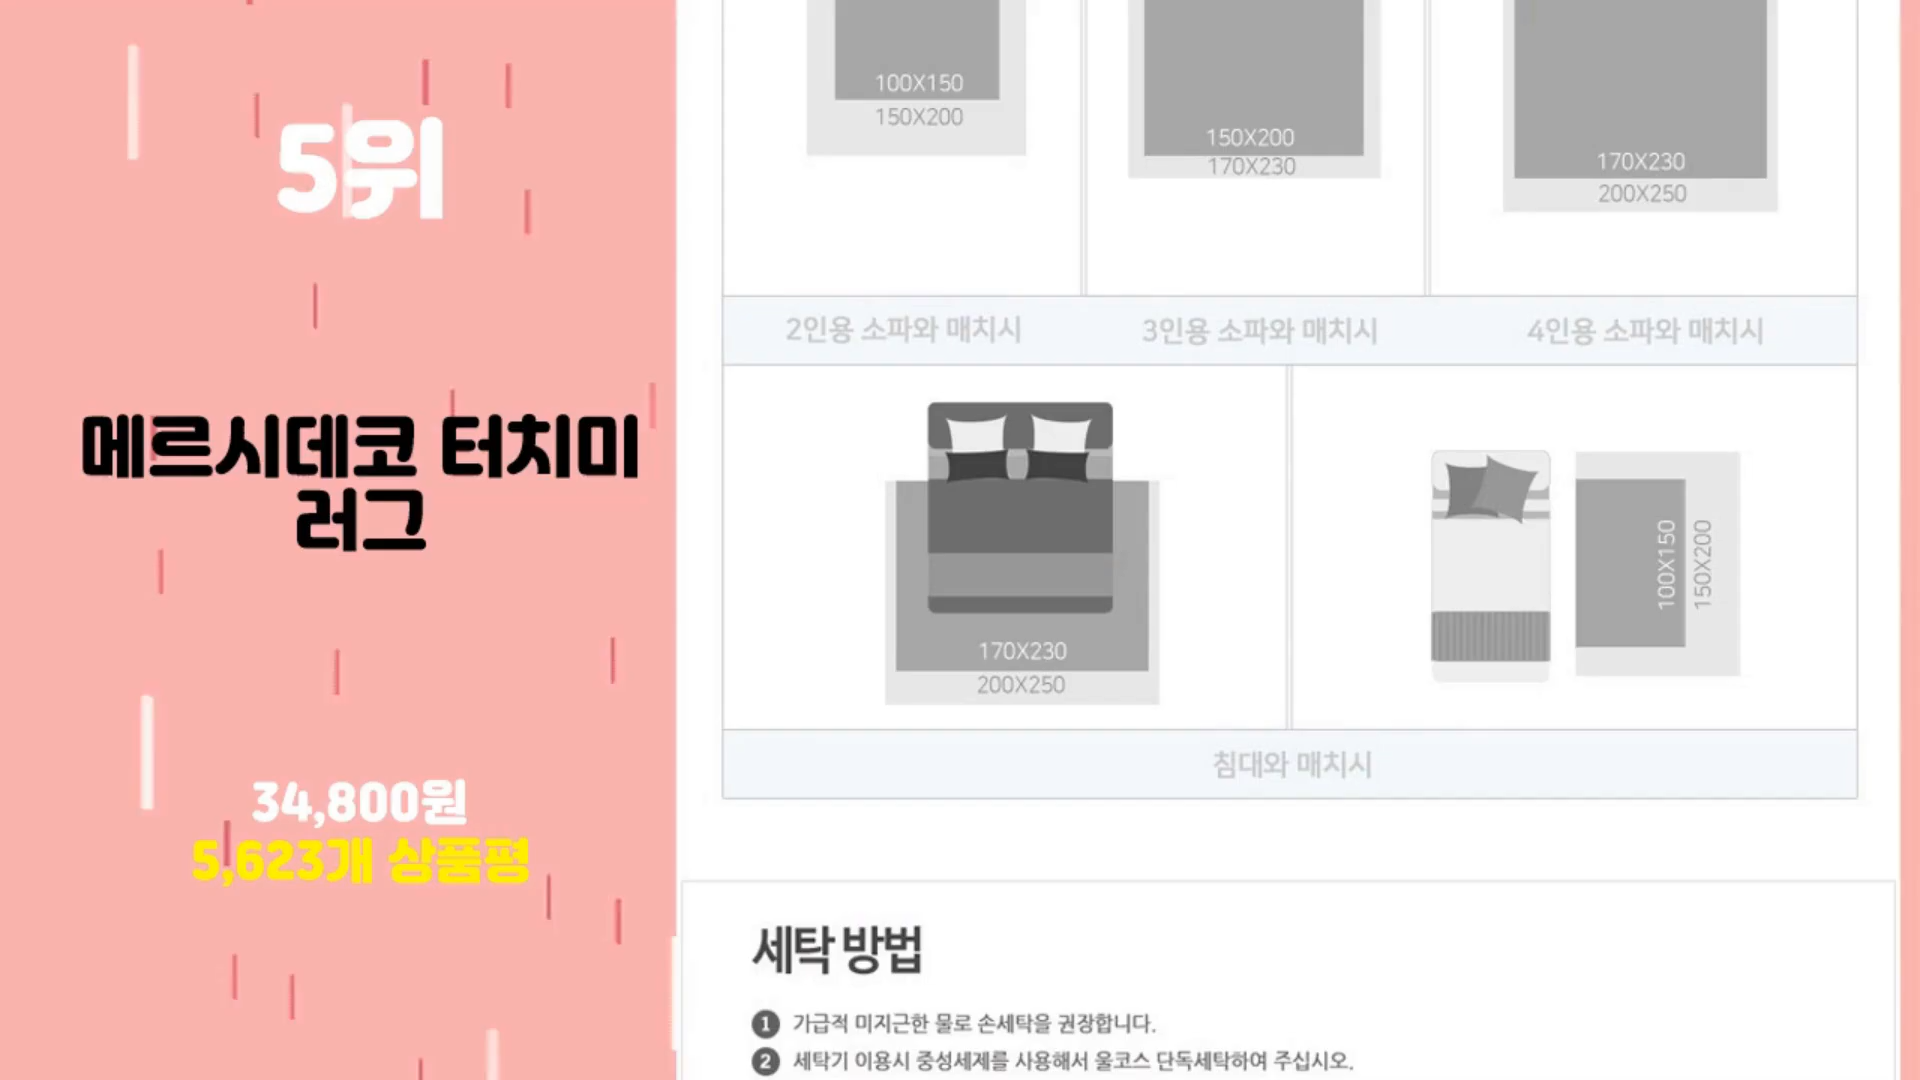 5위
메르시데코 터치미
러그
34,800원
5,623개 상품평
100X150
150X200
150X200
170X230
170X230
200X250
2인용 소파와 매치시
3인용 소파와 매치시
4인용 소파와 매치시
170X230
200X250
100X150
150X200
침대와 매치시
세탁 방법
1 가급적 미지근한 물로 손세탁을 권장합니다.
2 세탁기 이용시 중성세제를 사용해서 울코스 단독세탁하여 주십시오.